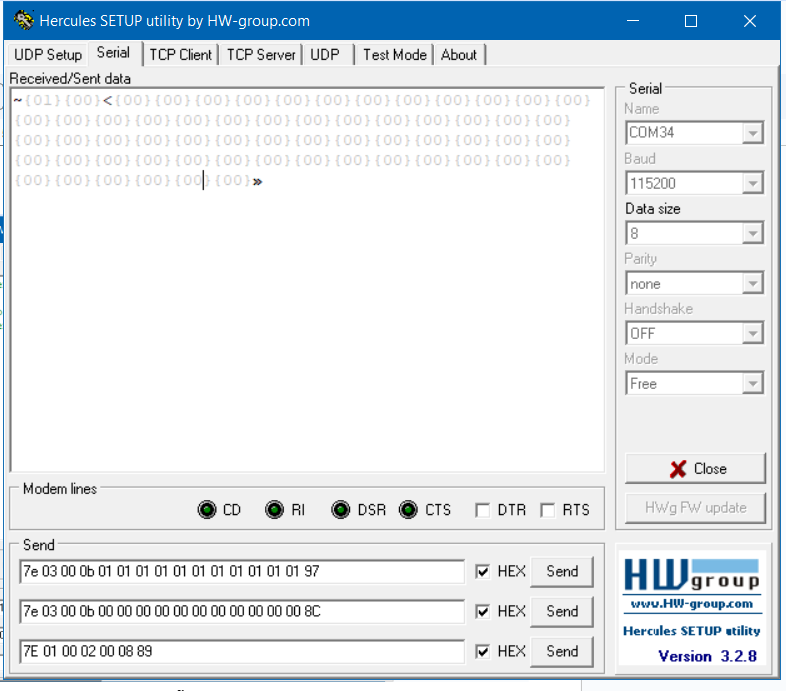 Hercules SETUP utility by HW-group.com
UDP Setup Serial TCP Client TCP Server UDP Test Mode About
Received/Sent data
~{01}{00}<{00}{00}{00}{00}{00}{00}{00}{00}{00}{00}{00}{00}
{00}{00}{00}{00}{00}{00}{00}{00}{00}{00}{00}{00}{00}{00}
{00}{00}{00}{00}{00}{00}{00}{00}{00}{00}{00}{00}{00}{00}
{00}{00}{00}{00}{00}{00}{00}{00}{00}{00}{00}{00}{00}{00}
{00}{00}{00}{00}{00}{00}»
Serial
Name
COM34
Baud
115200
Data size
8
Parity
none
Handshake
OFF
Mode
Free
Close
HWg FW update
Modem lines
CD RI DSR CTS DTR RTS
Send
7e 03 00 0b 01 01 01 01 01 01 01 01 01 01 01 97 HEX Send
7e 03 00 0b 00 00 00 00 00 00 00 00 00 00 00 8C HEX Send
7E 01 00 02 00 08 89 HEX Send
HW group
www.HW-group.com
Hercules SETUP utility
Version 3.2.8